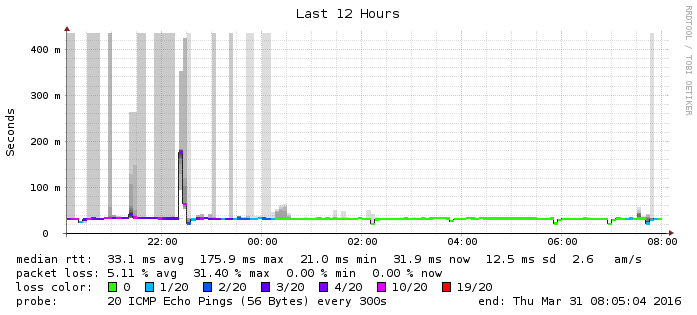 Last 12 Hours
RRDTOOL / TOBI OETIKER
Seconds
400 m
300 m
200 m
100 m
0
22:00 00:00 02:00 04:00 06:00 08:00
median rtt: 33.1 ms avg 175.9 ms max 21.0 ms min 31.9 ms now 12.5 ms sd 2.6 am/s
packet loss: 5.11 % avg 31.40 % max 0.00 % min 0.00 % now
loss color: 0 1/20 2/20 3/20 4/20 10/20 19/20
probe: 20 ICMP Echo Pings (56 Bytes) every 300s end: Thu Mar 31 08:05:04 2016